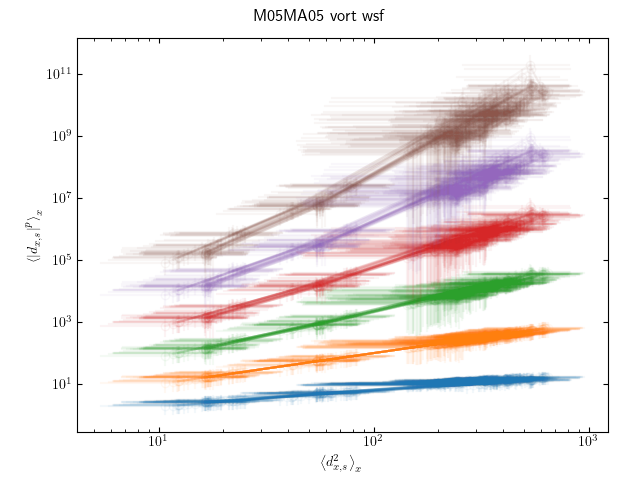 M05MA05 vort wsf
10^{11}
10^{9}
10^{7}
10^{5}
10^{3}
10^{1}
⟨|d_{x,s}|^p⟩_x
10^{1} 10^{2} 10^{3}
⟨d^2_{x,s}⟩_x